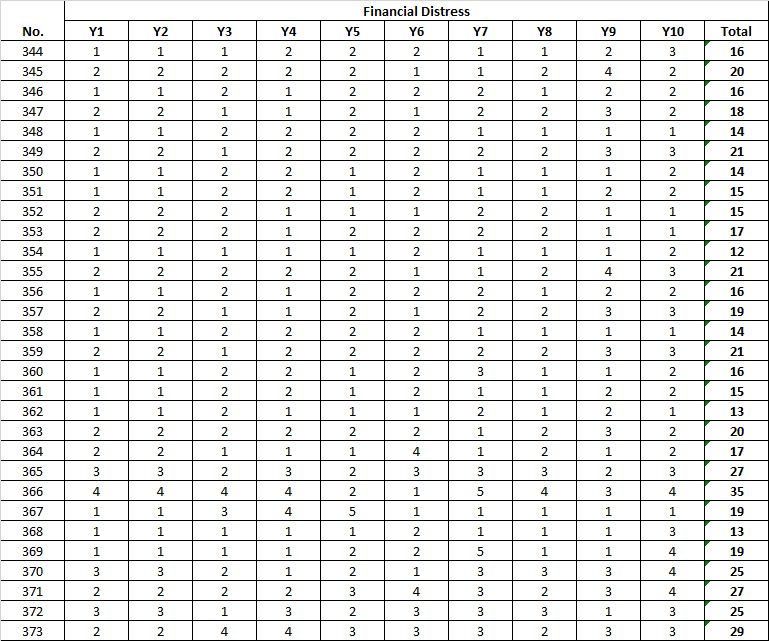 Financial Distress
No. Y1 Y2 Y3 Y4 Y5 Y6 Y7 Y8 Y9 Y10 Total
344 1 1 1 2 2 2 1 1 2 3 16
345 2 2 2 2 2 1 1 2 4 2 20
346 1 1 2 1 2 2 2 1 2 2 16
347 2 2 1 1 2 1 2 2 3 2 18
348 1 1 2 2 2 2 1 1 1 1 14
349 2 2 1 2 2 2 2 2 3 3 21
350 1 1 2 2 1 2 1 1 1 2 14
351 1 1 2 2 1 2 1 1 2 2 15
352 2 2 2 1 1 1 2 2 1 1 15
353 2 2 2 1 2 2 2 2 1 1 17
354 1 1 1 1 1 2 1 1 1 2 12
355 2 2 2 2 2 1 1 2 4 3 21
356 1 1 2 1 2 2 2 1 2 2 16
357 2 2 1 1 2 1 2 2 3 3 19
358 1 1 2 2 2 2 1 1 1 1 14
359 2 2 1 2 2 2 2 2 3 3 21
360 1 1 2 2 1 2 3 1 1 2 16
361 1 1 2 2 1 2 1 1 2 2 15
362 1 1 2 1 1 1 2 1 2 1 13
363 2 2 2 2 2 2 1 2 3 2 20
364 2 2 1 1 1 4 1 2 1 2 17
365 3 3 2 3 2 3 3 3 2 3 27
366 4 4 4 4 2 1 5 4 3 4 35
367 1 1 3 4 5 1 1 1 1 1 19
368 1 1 1 1 1 2 1 1 1 3 13
369 1 1 1 1 2 2 5 1 1 4 19
370 3 3 2 1 2 1 3 3 3 4 25
371 2 2 2 2 3 4 3 2 3 4 27
372 3 3 1 3 2 3 3 3 1 3 25
373 2 2 4 4 3 3 3 2 3 3 29